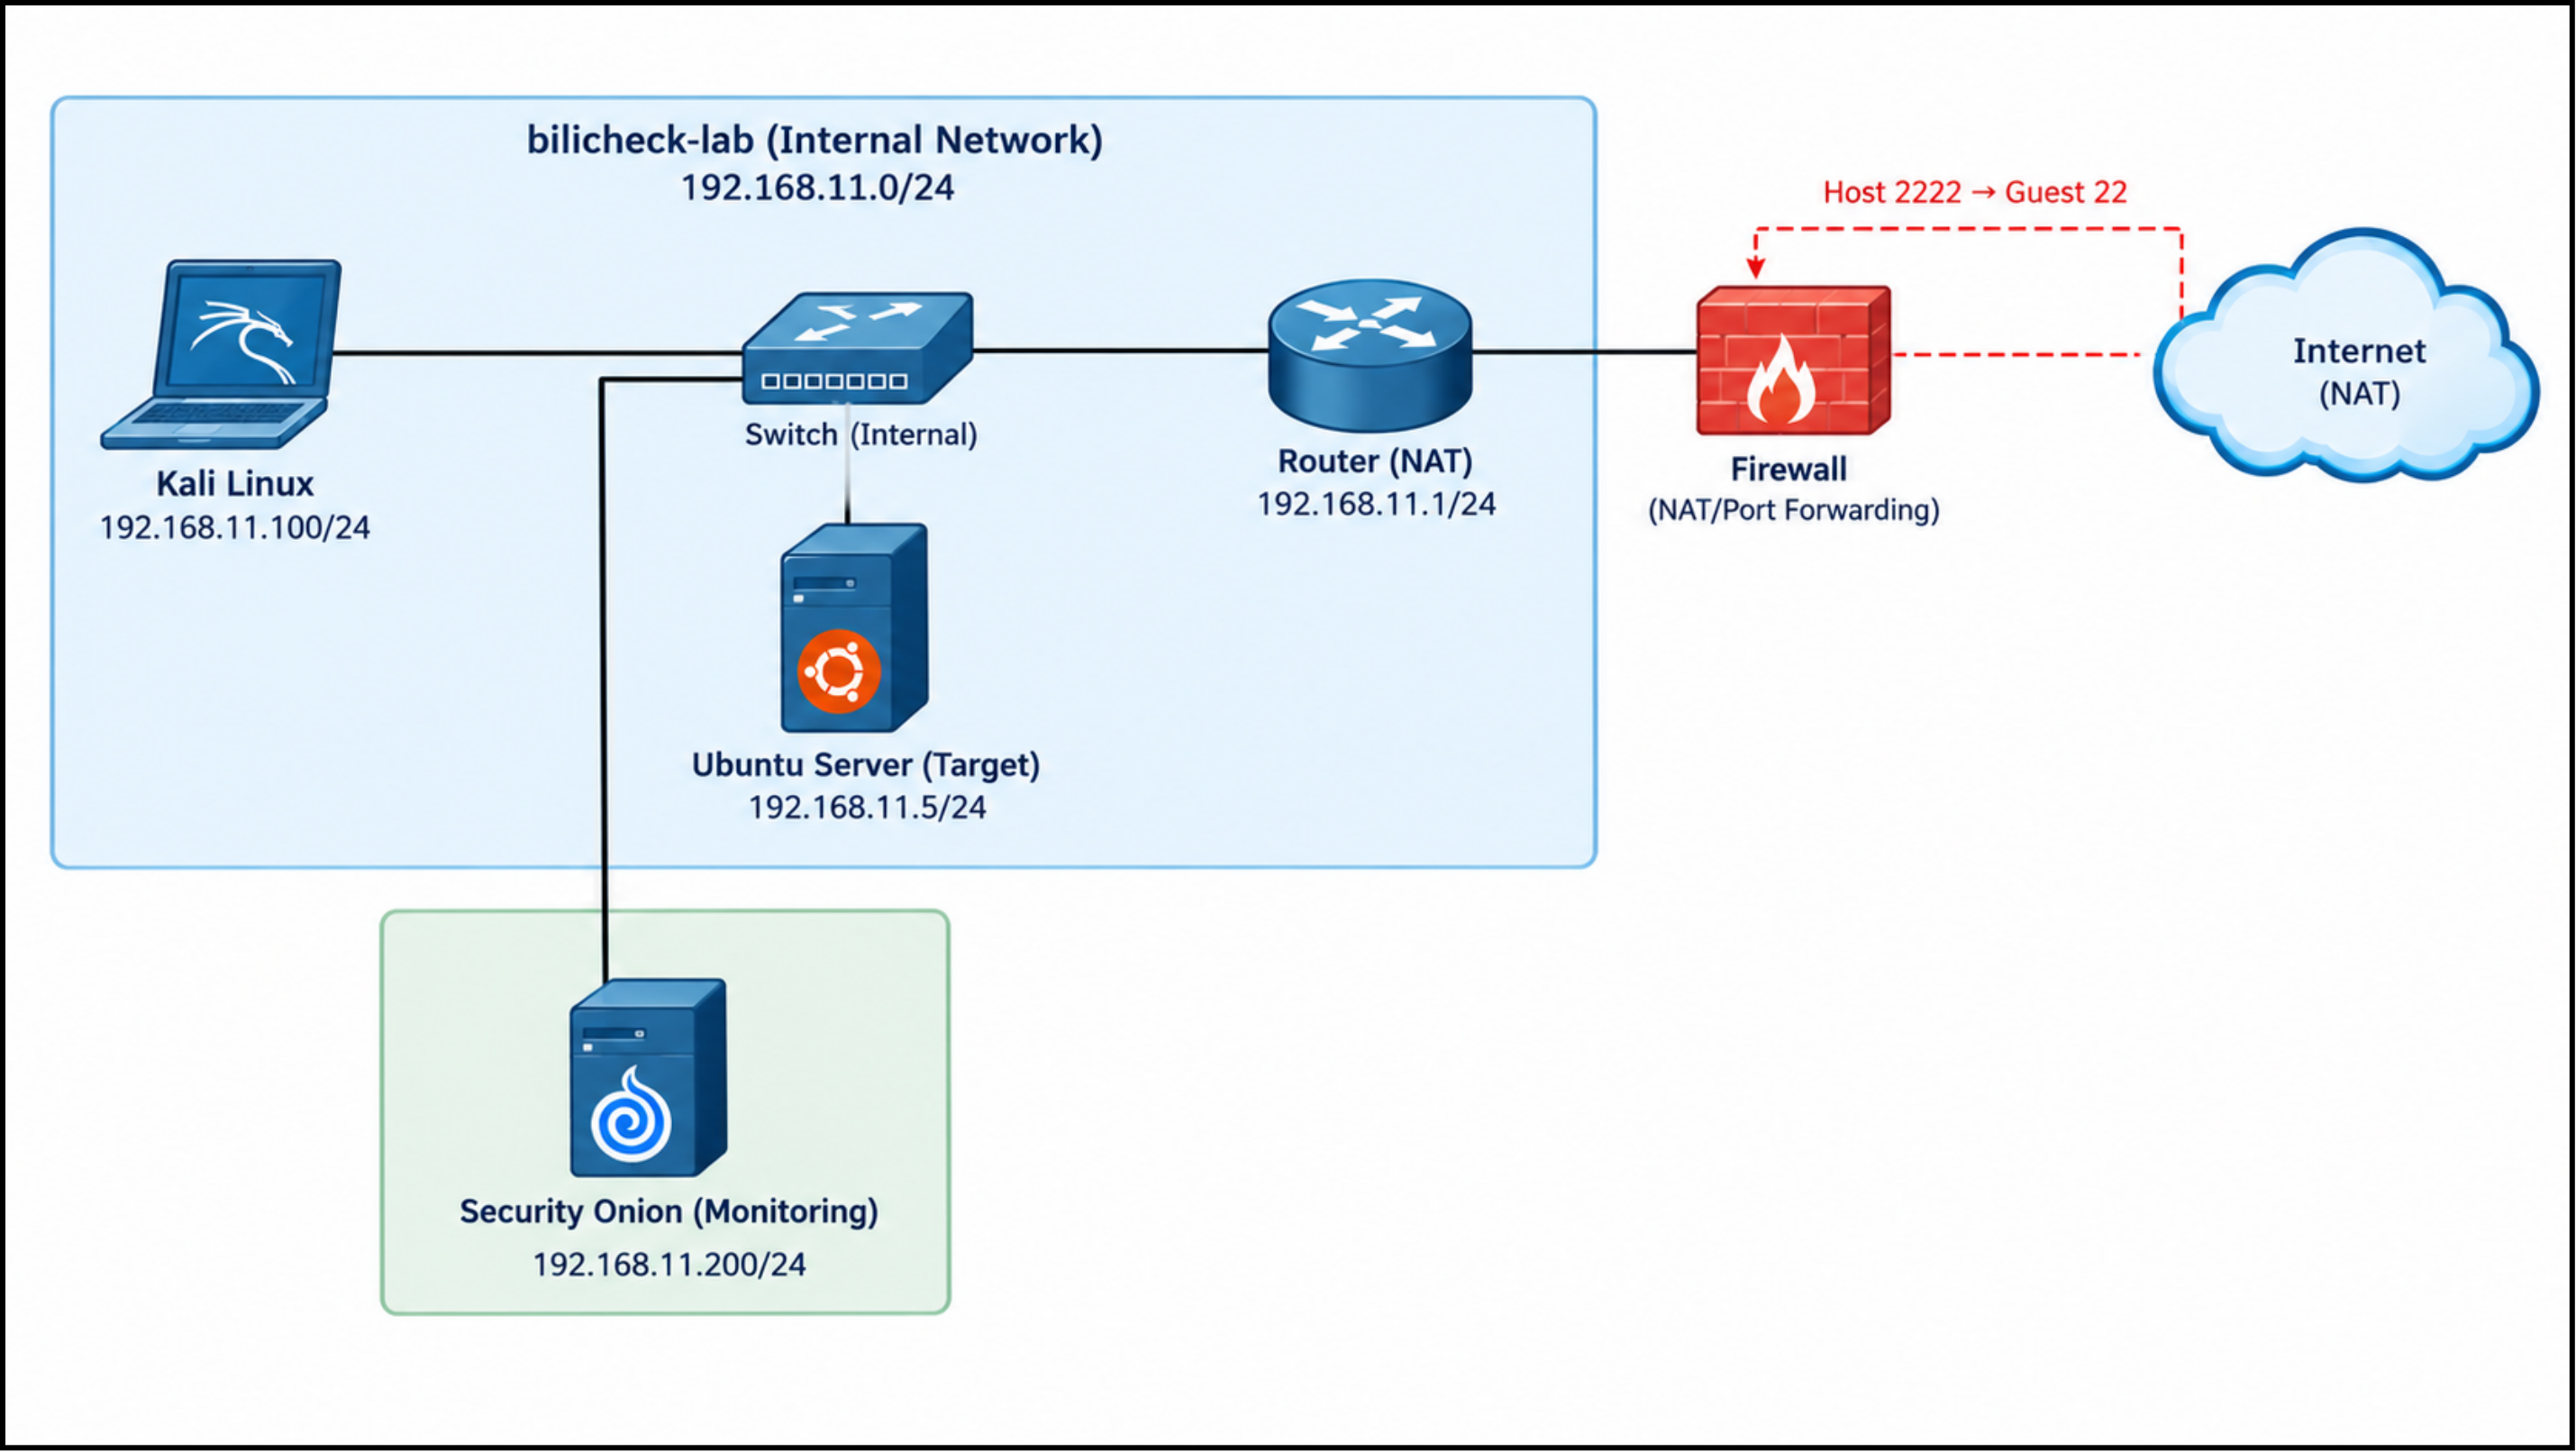 bilicheck-lab (Internal Network)
192.168.11.0/24
Host 2222 → Guest 22
Internet
(NAT)
Switch (Internal)
Router (NAT)
192.168.11.1/24
Firewall
(NAT/Port Forwarding)
Kali Linux
192.168.11.100/24
Ubuntu Server (Target)
192.168.11.5/24
Security Onion (Monitoring)
192.168.11.200/24